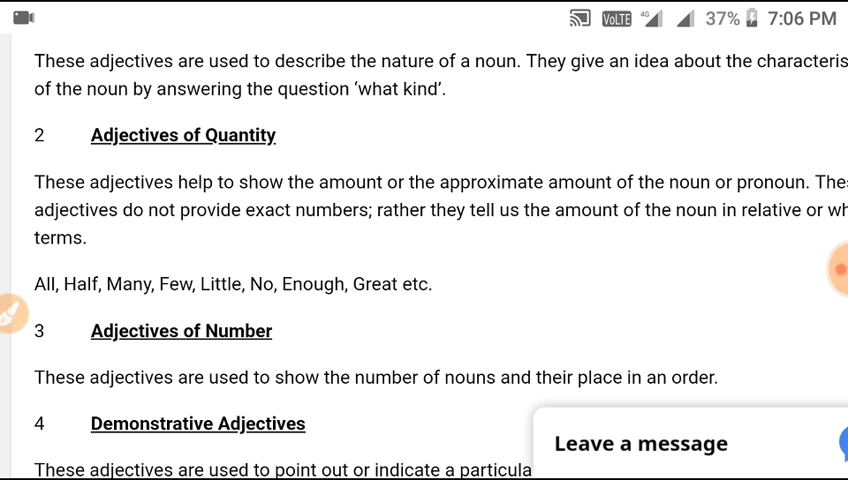 VoLTE 4G 37% 7:06 PM
These adjectives are used to describe the nature of a noun. They give an idea about the
of the noun by answering the question ‘what kind’.
2 Adjectives of Quantity
These adjectives help to show the amount or the approximate amount of the noun or pronoun.
adjectives do not provide exact numbers; rather they tell us the amount of the noun in relative or
terms.
All, Half, Many, Few, Little, No, Enough, Great etc.
3 Adjectives of Number
These adjectives are used to show the number of nouns and their place in an order.
4 Demonstrative Adjectives
Leave a message
These adjectives are used to point out or indicate a